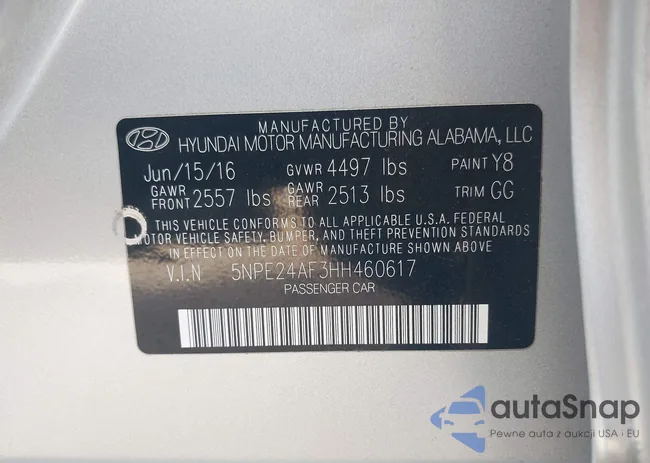 MANUFACTURED BY
HYUNDAI MOTOR MANUFACTURING ALABAMA, LLC
Jun/15/16 GVWR 4497 lbs PAINT Y8
GAWR FRONT 2557 lbs GAWR REAR 2513 lbs TRIM GG
THIS VEHICLE CONFORMS TO ALL APPLICABLE U.S.A. FEDERAL
MOTOR VEHICLE SAFETY, BUMPER, AND THEFT PREVENTION STANDARDS
IN EFFECT ON THE DATE OF MANUFACTURE SHOWN ABOVE.
V.I.N 5NPE24AF3HH460617
PASSENGER CAR
autoSnap
Pewne auta z aukcji USA i EU